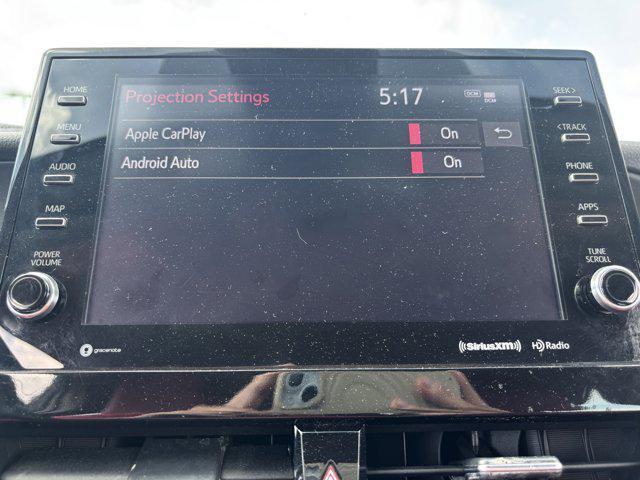 HOME
Projection Settings 5:17 DCM
DCM
SEEK>
MENU
Apple CarPlay On
<TRACK
AUDIO
Android Auto On
PHONE
MAP
APPS
POWER
VOLUME
TUNE
SCROLL
gracenote
((SiriusXM))
HD Radio